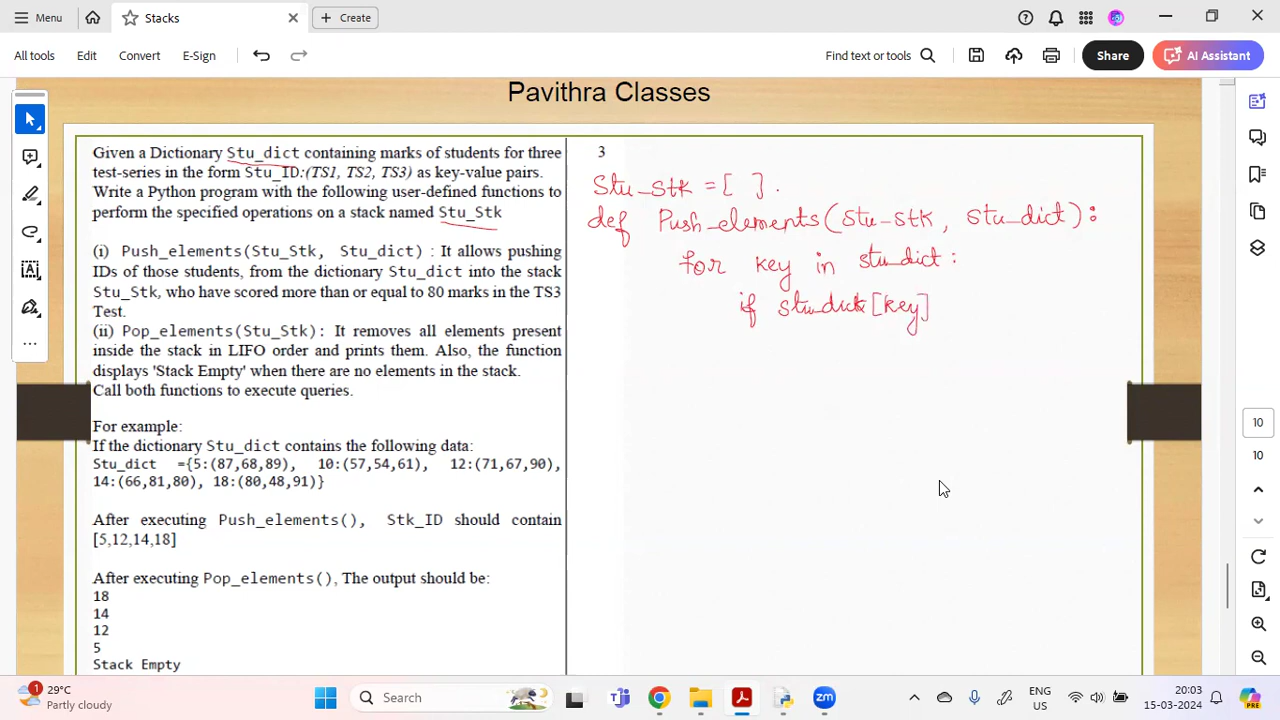 Menu
Stacks
Create
All tools
Edit
Convert
E-Sign
Find text or tools
Share
AI Assistant
Pavithra Classes
Given a Dictionary Stu_dict containing marks of students for three
test-series in the form Stu_ID:(TS1, TS2, TS3) as key-value pairs.
Write a Python program with the following user-defined functions to
perform the specified operations on a stack named Stu_Stk
(i) Push_elements(Stu_Stk, Stu_dict) : It allows pushing
IDs of those students, from the dictionary Stu_dict into the stack
Stu_Stk, who have scored more than or equal to 80 marks in the TS3
Test.
(ii) Pop_elements(Stu_Stk): It removes all elements present
inside the stack in LIFO order and prints them. Also, the function
displays 'Stack Empty' when there are no elements in the stack.
Call both functions to execute queries.
For example:
If the dictionary Stu_dict contains the following data:
Stu_dict ={5:(87,68,89), 10:(57,54,61), 12:(71,67,90),
14:(66,81,80), 18:(80,48,91)}
After executing Push_elements(), Stk_ID should contain
[5,12,14,18]
After executing Pop_elements(), The output should be:
18
14
12
5
Stack Empty
3
Stu_Stk = [ ].
def Push_elements(Stu_Stk, Stu_dict):
for key in stu_dict:
if stu_dict[key]
10
10
1
29°C
Partly cloudy
Search
ENG
US
20:03
15-03-2024
PRE